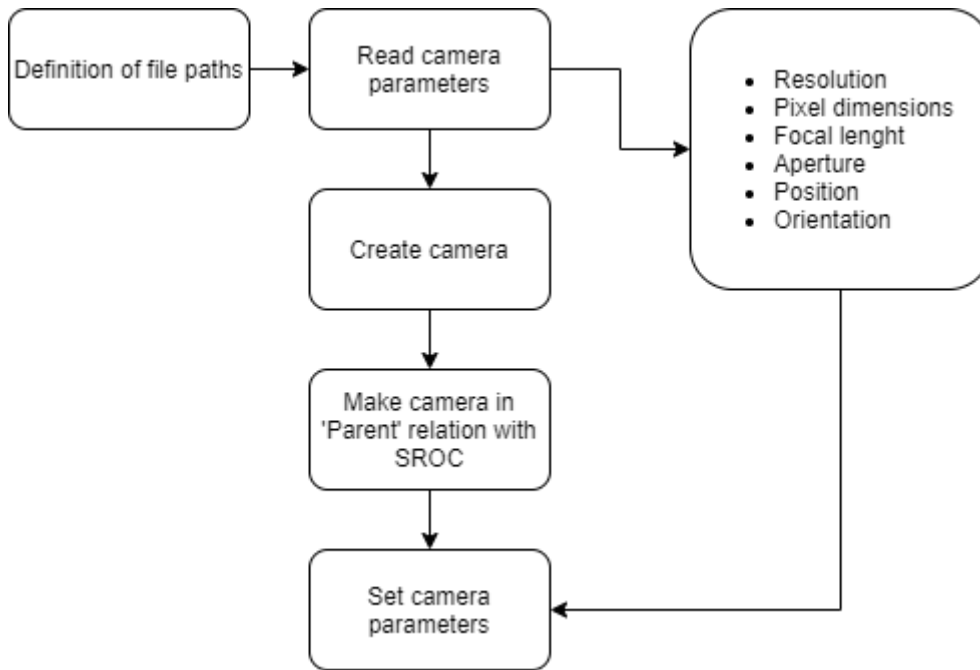 Definition of file paths
Read camera
parameters
• Resolution
• Pixel dimensions
• Focal lenght
• Aperture
• Position
• Orientation
Create camera
Make camera in
'Parent' relation with
SROC
Set camera
parameters